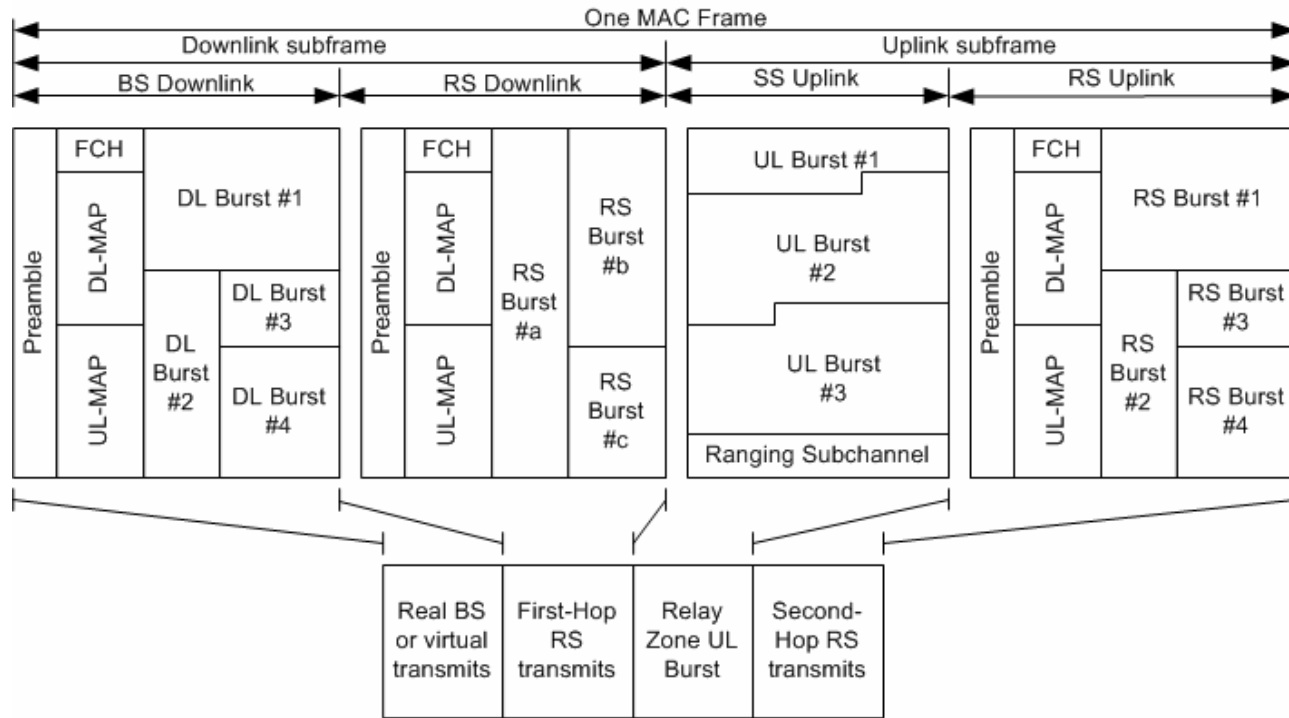 One MAC Frame
Downlink subframe
Uplink subframe
BS Downlink
RS Downlink
SS Uplink
RS Uplink
Preamble
FCH
DL-MAP
UL-MAP
DL Burst #1
DL
Burst
#2
DL Burst
#3
DL Burst
#4
Preamble
FCH
DL-MAP
UL-MAP
RS
Burst
#a
RS
Burst
#b
RS
Burst
#c
UL Burst #1
UL Burst
#2
UL Burst
#3
Ranging Subchannel
Preamble
FCH
DL-MAP
UL-MAP
RS Burst #1
RS
Burst
#2
RS Burst
#3
RS Burst
#4
Real BS
or virtual
transmits
First-Hop
RS
transmits
Relay
Zone UL
Burst
Second-
Hop RS
transmits